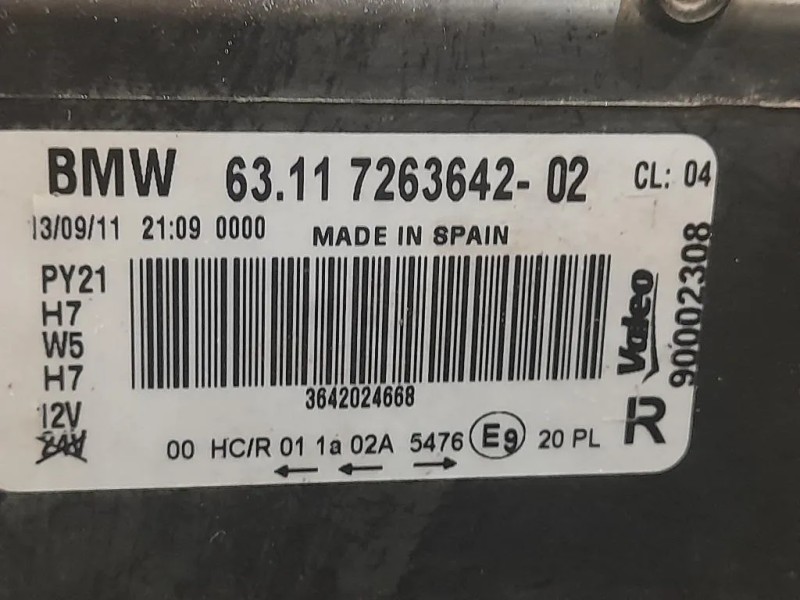 BMW 63.11 7263642- 02 CL: 04
13/09/11 21:09 0000 MADE IN SPAIN
PY21
H7
W5
H7
12V
24V
3642024668
00 HC/R 01 1a 02A 5476 E9 20 PL
Valeo
90002308
R